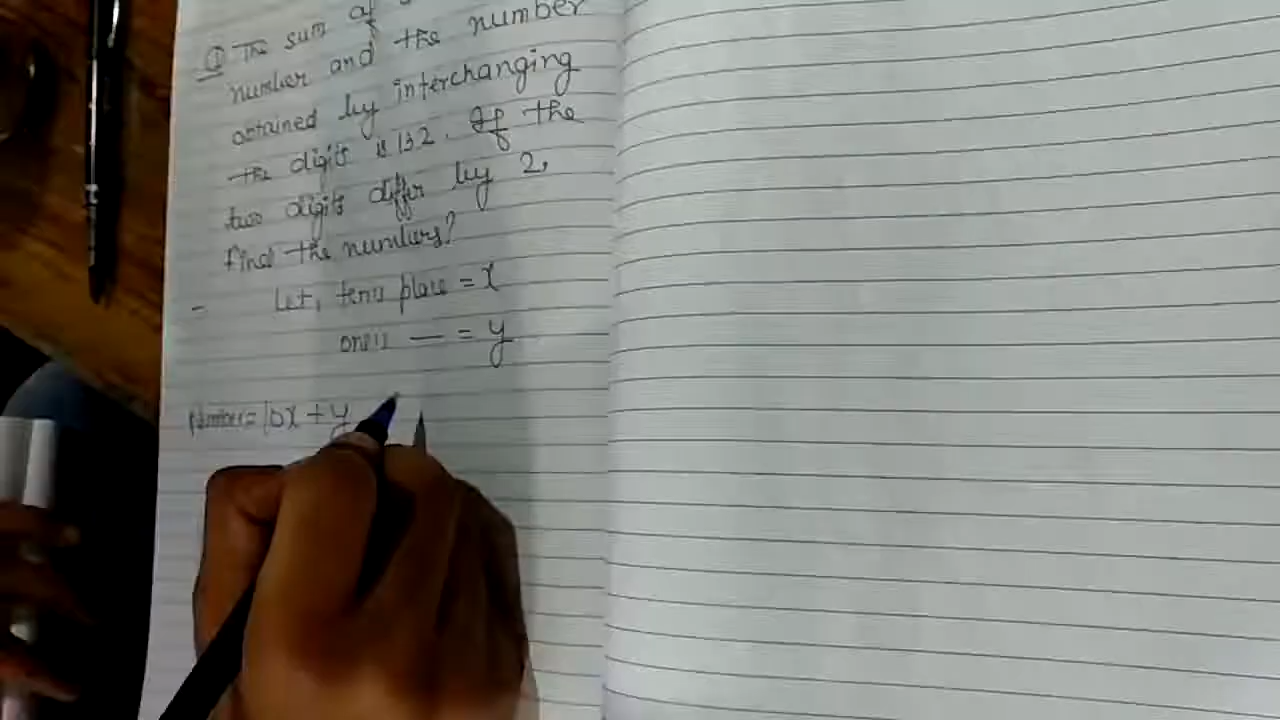 ① The sum of
number and the number
obtained by interchanging
the digits is 132. If the
two digits differ by 2,
find the numbers?
- Let, tens place = x
ones — = y
Number = 10x + y